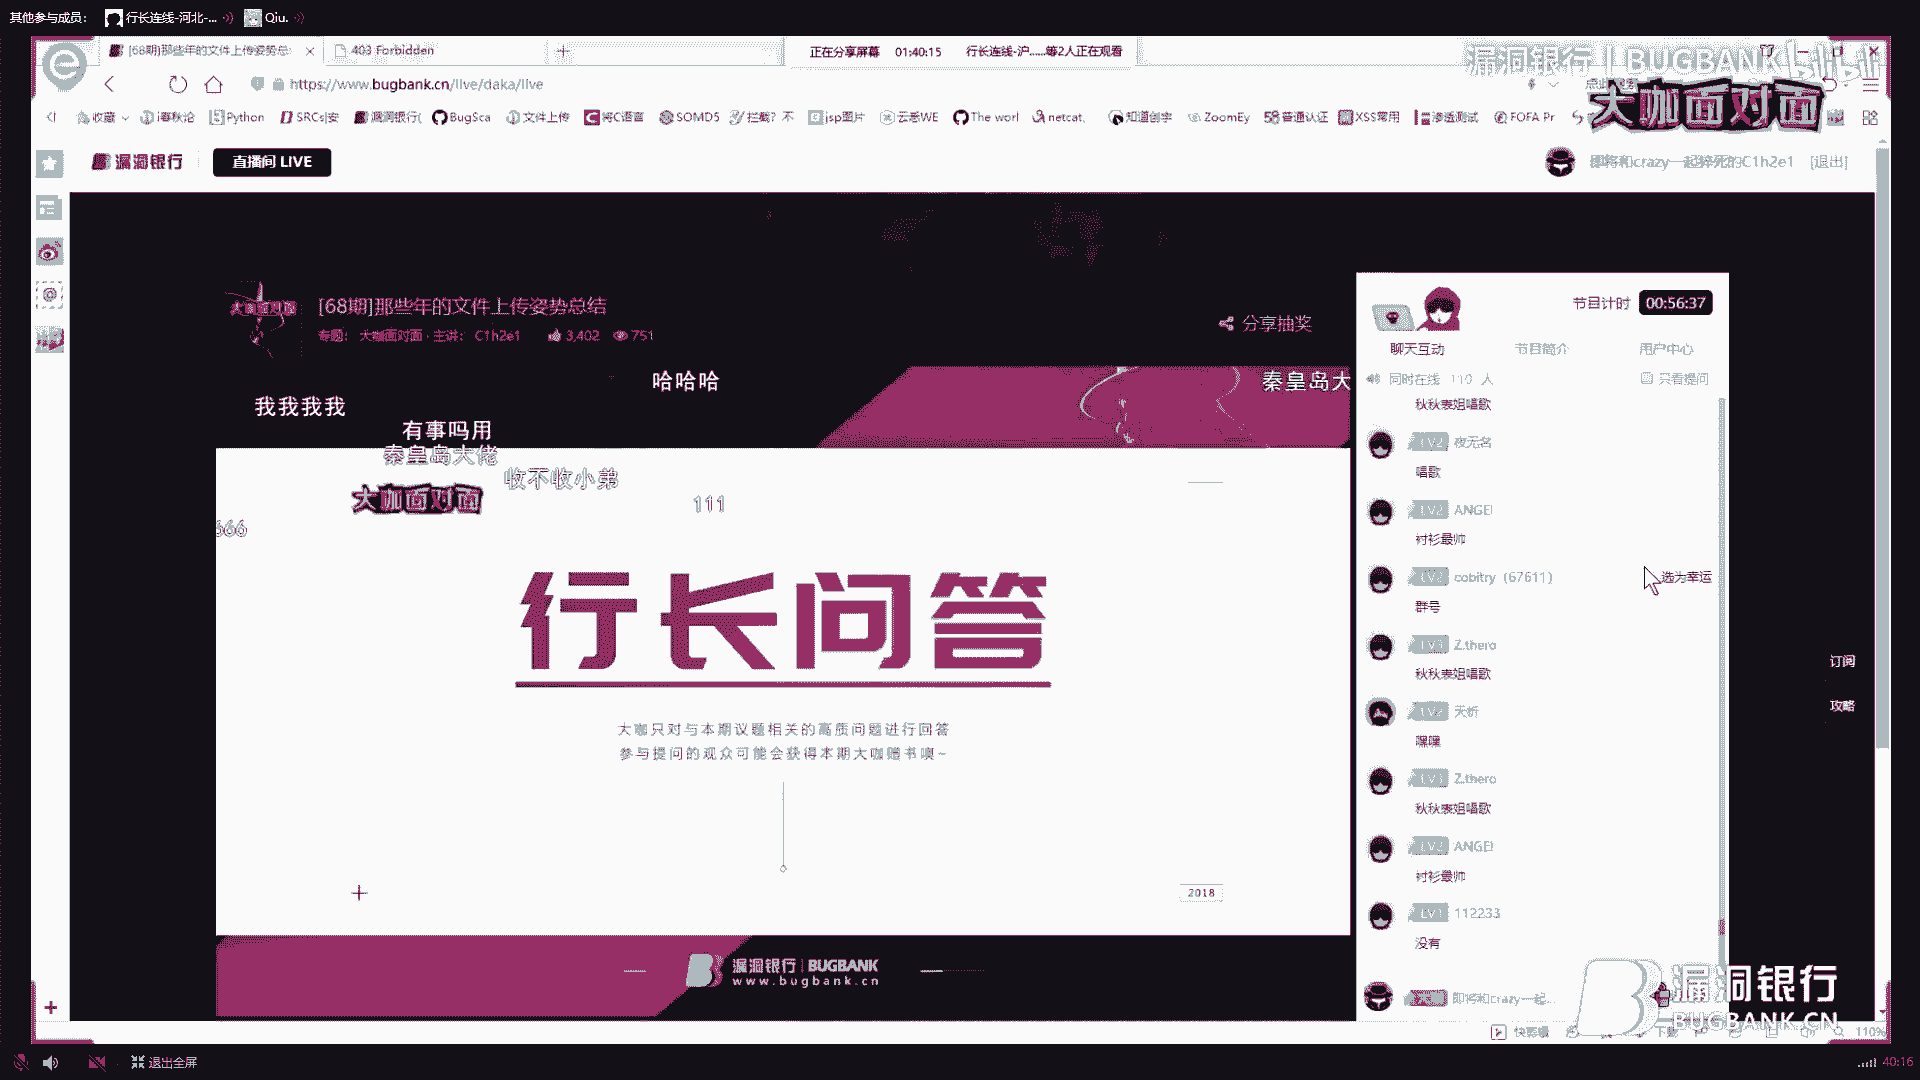 其他参与成员：
行长连线-河北-...
Qiu.
[68期]那些年的文件上传姿势总
403 Forbidden
正在分享屏幕 01:40:15 行长连线-沪......等2人正在观看
漏洞银行 | BUGBANK
bilibili
https://www.bugbank.cn/live/daka/live
大咖面对面
收藏
i春秋论
Python
SRCs|安
漏洞银行(
BugSca
文件上传
将C语言
SOMD5
拦截？不
jsp图片
云悉WE
The worl
netcat,
知道创宇
ZoomEy
普通认证
XSS常用
渗透测试
FOFA Pr
漏洞银行
直播间 LIVE
即将和crazy一起猝死的C1h2e1 [退出]
大咖面对面
[68期]那些年的文件上传姿势总结
专题： 大咖面对面 · 主讲： C1h2e1 3,402 751
分享抽奖
节目计时 00:56:37
聊天互动
节目简介
用户中心
同时在线 110 人
只看提问
哈哈哈
秦皇岛大
我我我我
有事吗用
秦皇岛大佬
收不收小弟
大咖面对面
111
666
行长问答
大咖只对与本期议题相关的高质问题进行回答
参与提问的观众可能会获得本期大咖赠书噢~
2018
漏洞银行 | BUGBANK
www.bugbank.cn
秋秋表姐唱歌
LV2 夜无名
唱歌
LV2 ANGEl
衬衫最帅
LV2 cobitry（67611）
选为幸运
群号
LV1 Z.thero
秋秋表姐唱歌
天析
嘿嘿
LV1 Z.thero
秋秋表姐唱歌
LV2 ANGEl
衬衫最帅
LV1 112233
没有
即将和crazy一起...
订阅
攻略
漏洞银行
BUGBANK.CN
快剪辑
下载
110%
退出全屏
40:16